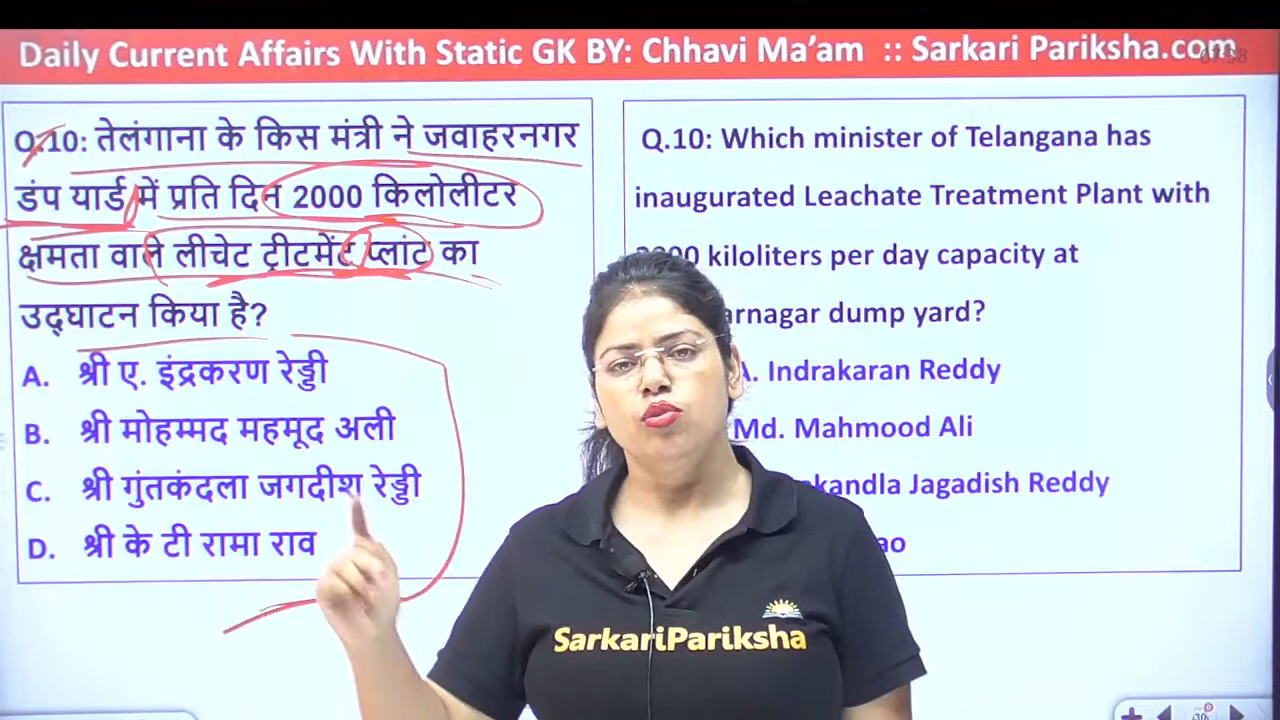 Daily Current Affairs With Static GK BY: Chhavi Ma’am :: Sarkari Pariksha.com
Q.10: तेलंगाना के किस मंत्री ने जवाहरनगर
डंप यार्ड में प्रति दिन 2000 किलोलीटर
क्षमता वाले लीचेट ट्रीटमेंट प्लांट का
उद्घाटन किया है?
A. श्री ए. इंद्रकरण रेड्डी
B. श्री मोहम्मद महमूद अली
C. श्री गुंतकंदला जगदीश रेड्डी
D. श्री के टी रामा राव
Q.10: Which minister of Telangana has
inaugurated Leachate Treatment Plant with
kiloliters per day capacity at
dump yard?
A. Indrakaran Reddy
Md. Mahmood Ali
Jagadish Reddy
SarkariPariksha